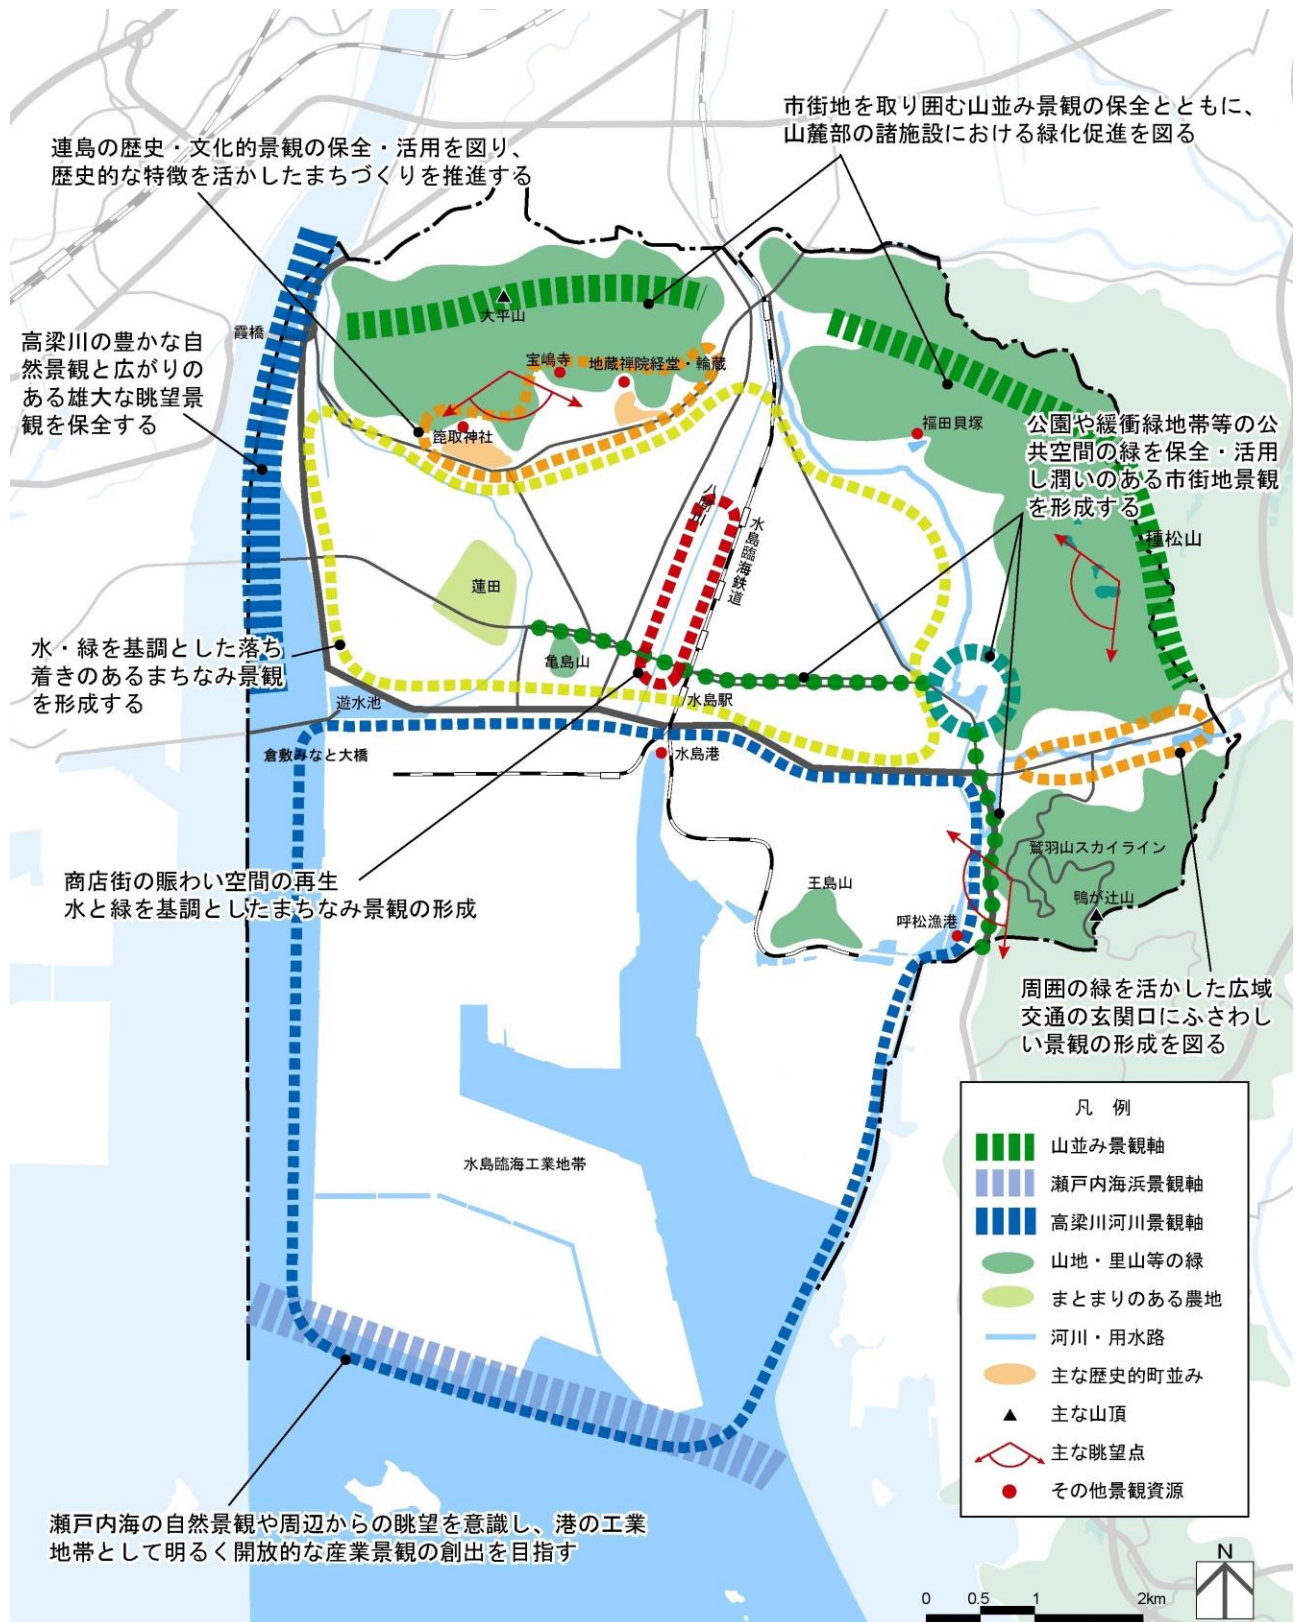 市街地を取り囲む山並み景観の保全とともに、
山麓部の諸施設における緑化促進を図る
連島の歴史・文化的景観の保全・活用を図り、
歴史的な特徴を活かしたまちづくりを推進する
霞橋
大平山
高梁川の豊かな自
然景観と広がりの
ある雄大な眺望景
観を保全する
宝嶋寺
地蔵禅院経堂・輪蔵
箆取神社
福田貝塚
公園や緩衝緑地帯等の公
共空間の緑を保全・活用
し潤いのある市街地景観
を形成する
八間川
水島臨海鉄道
種松山
蓮田
水・緑を基調とした落ち
着きのあるまちなみ景観
を形成する
亀島山
水島駅
遊水池
倉敷みなと大橋
水島港
商店街の賑わい空間の再生
水と緑を基調としたまちなみ景観の形成
王島山
鷲羽山スカイライン
鴨が辻山
呼松漁港
周囲の緑を活かした広域
交通の玄関口にふさわし
い景観の形成を図る
水島臨海工業地帯
凡 例
山並み景観軸
瀬戸内海浜景観軸
高梁川河川景観軸
山地・里山等の緑
まとまりのある農地
河川・用水路
主な歴史的町並み
主な山頂
主な眺望点
その他景観資源
瀬戸内海の自然景観や周辺からの眺望を意識し、港の工業
地帯として明るく開放的な産業景観の創出を目指す
N
0 0.5 1 2km